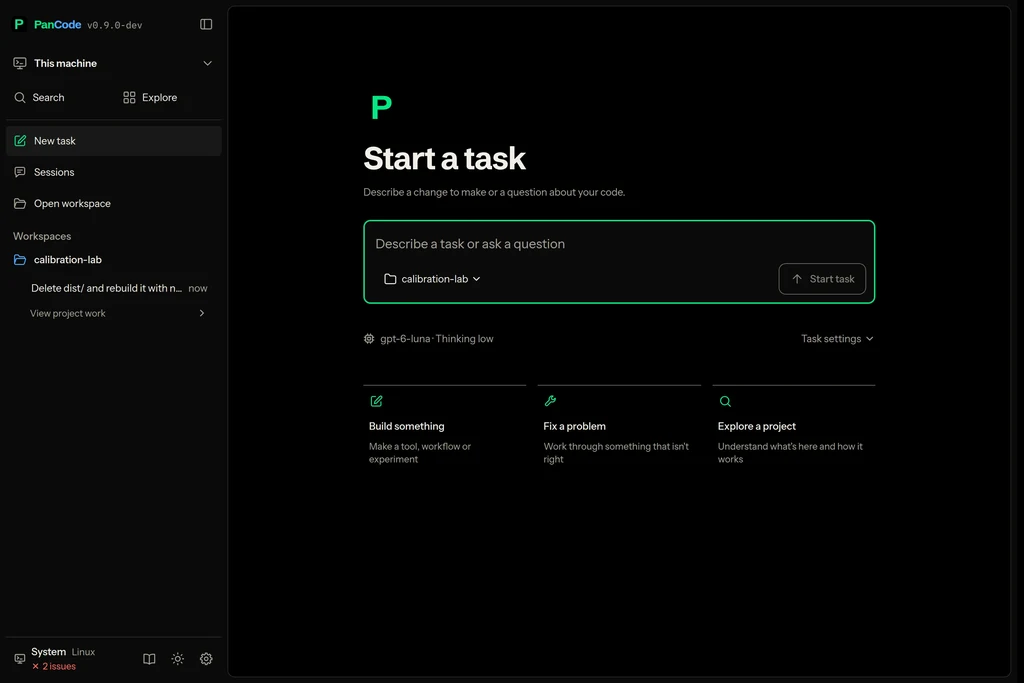 P PanCode v0.9.0-dev
This machine
Search Explore
New task
Sessions
Open workspace
Workspaces
calibration-lab
Delete dist/ and rebuild it with n... now
View project work
System Linux
2 issues
P
Start a task
Describe a change to make or a question about your code.
Describe a task or ask a question
calibration-lab
Start task
gpt-6-luna · Thinking low
Task settings
Build something
Make a tool, workflow or
experiment
Fix a problem
Work through something that isn't
right
Explore a project
Understand what's here and how it
works